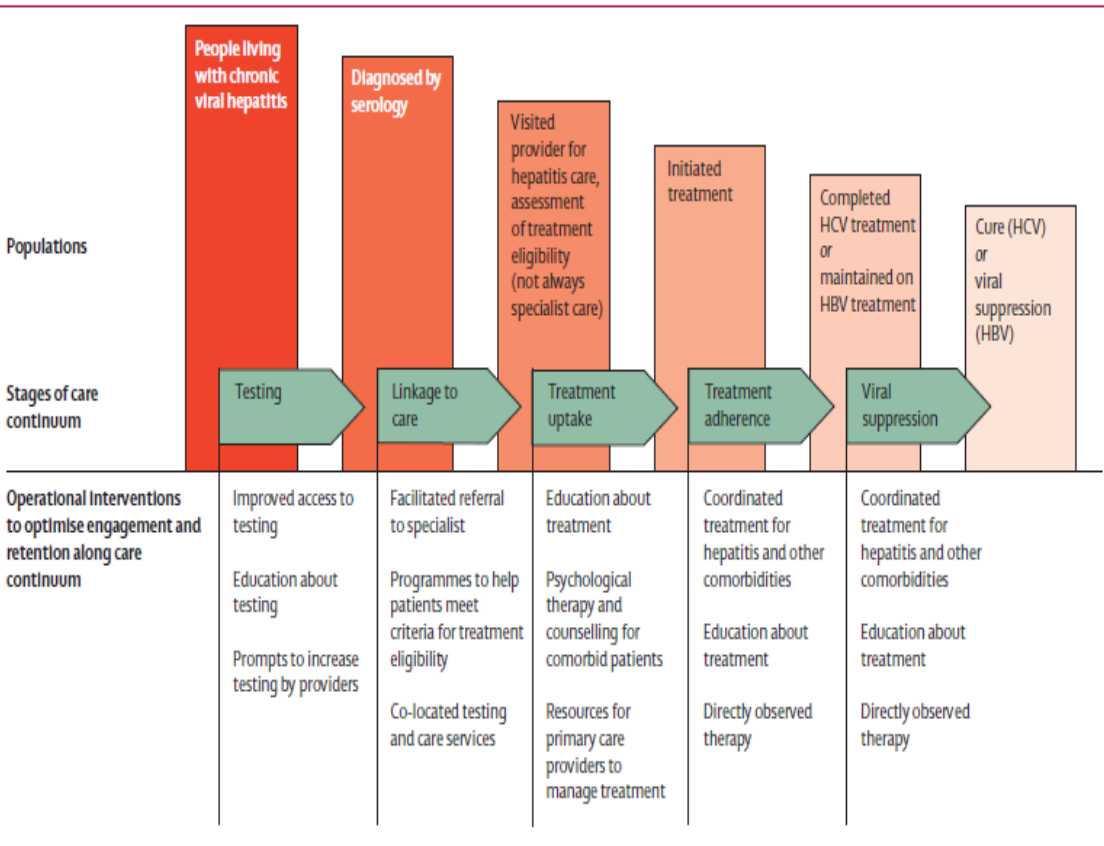 People living
with chronic
viral hepatitis
Diagnosed by
serology
Visited
provider for
hepatitis care,
assessment
of treatment
eligibility
(not always
specialist care)
Initiated
treatment
Completed
HCV treatment
or
maintained on
HBV treatment
Cure (HCV)
or
viral
suppression
(HBV)
Populations
Stages of care
continuum
Testing
Linkage to
care
Treatment
uptake
Treatment
adherence
Viral
suppression
Operational interventions
to optimise engagement and
retention along care
continuum
Improved access to
testing
Education about
testing
Prompts to increase
testing by providers
Facilitated referral
to specialist
Programmes to help
patients meet
criteria for treatment
eligibility
Co-located testing
and care services
Education about
treatment
Psychological
therapy and
counselling for
comorbid patients
Resources for
primary care
providers to
manage treatment
Coordinated
treatment for
hepatitis and other
comorbidities
Education about
treatment
Directly observed
therapy
Coordinated
treatment for
hepatitis and other
comorbidities
Education about
treatment
Directly observed
therapy